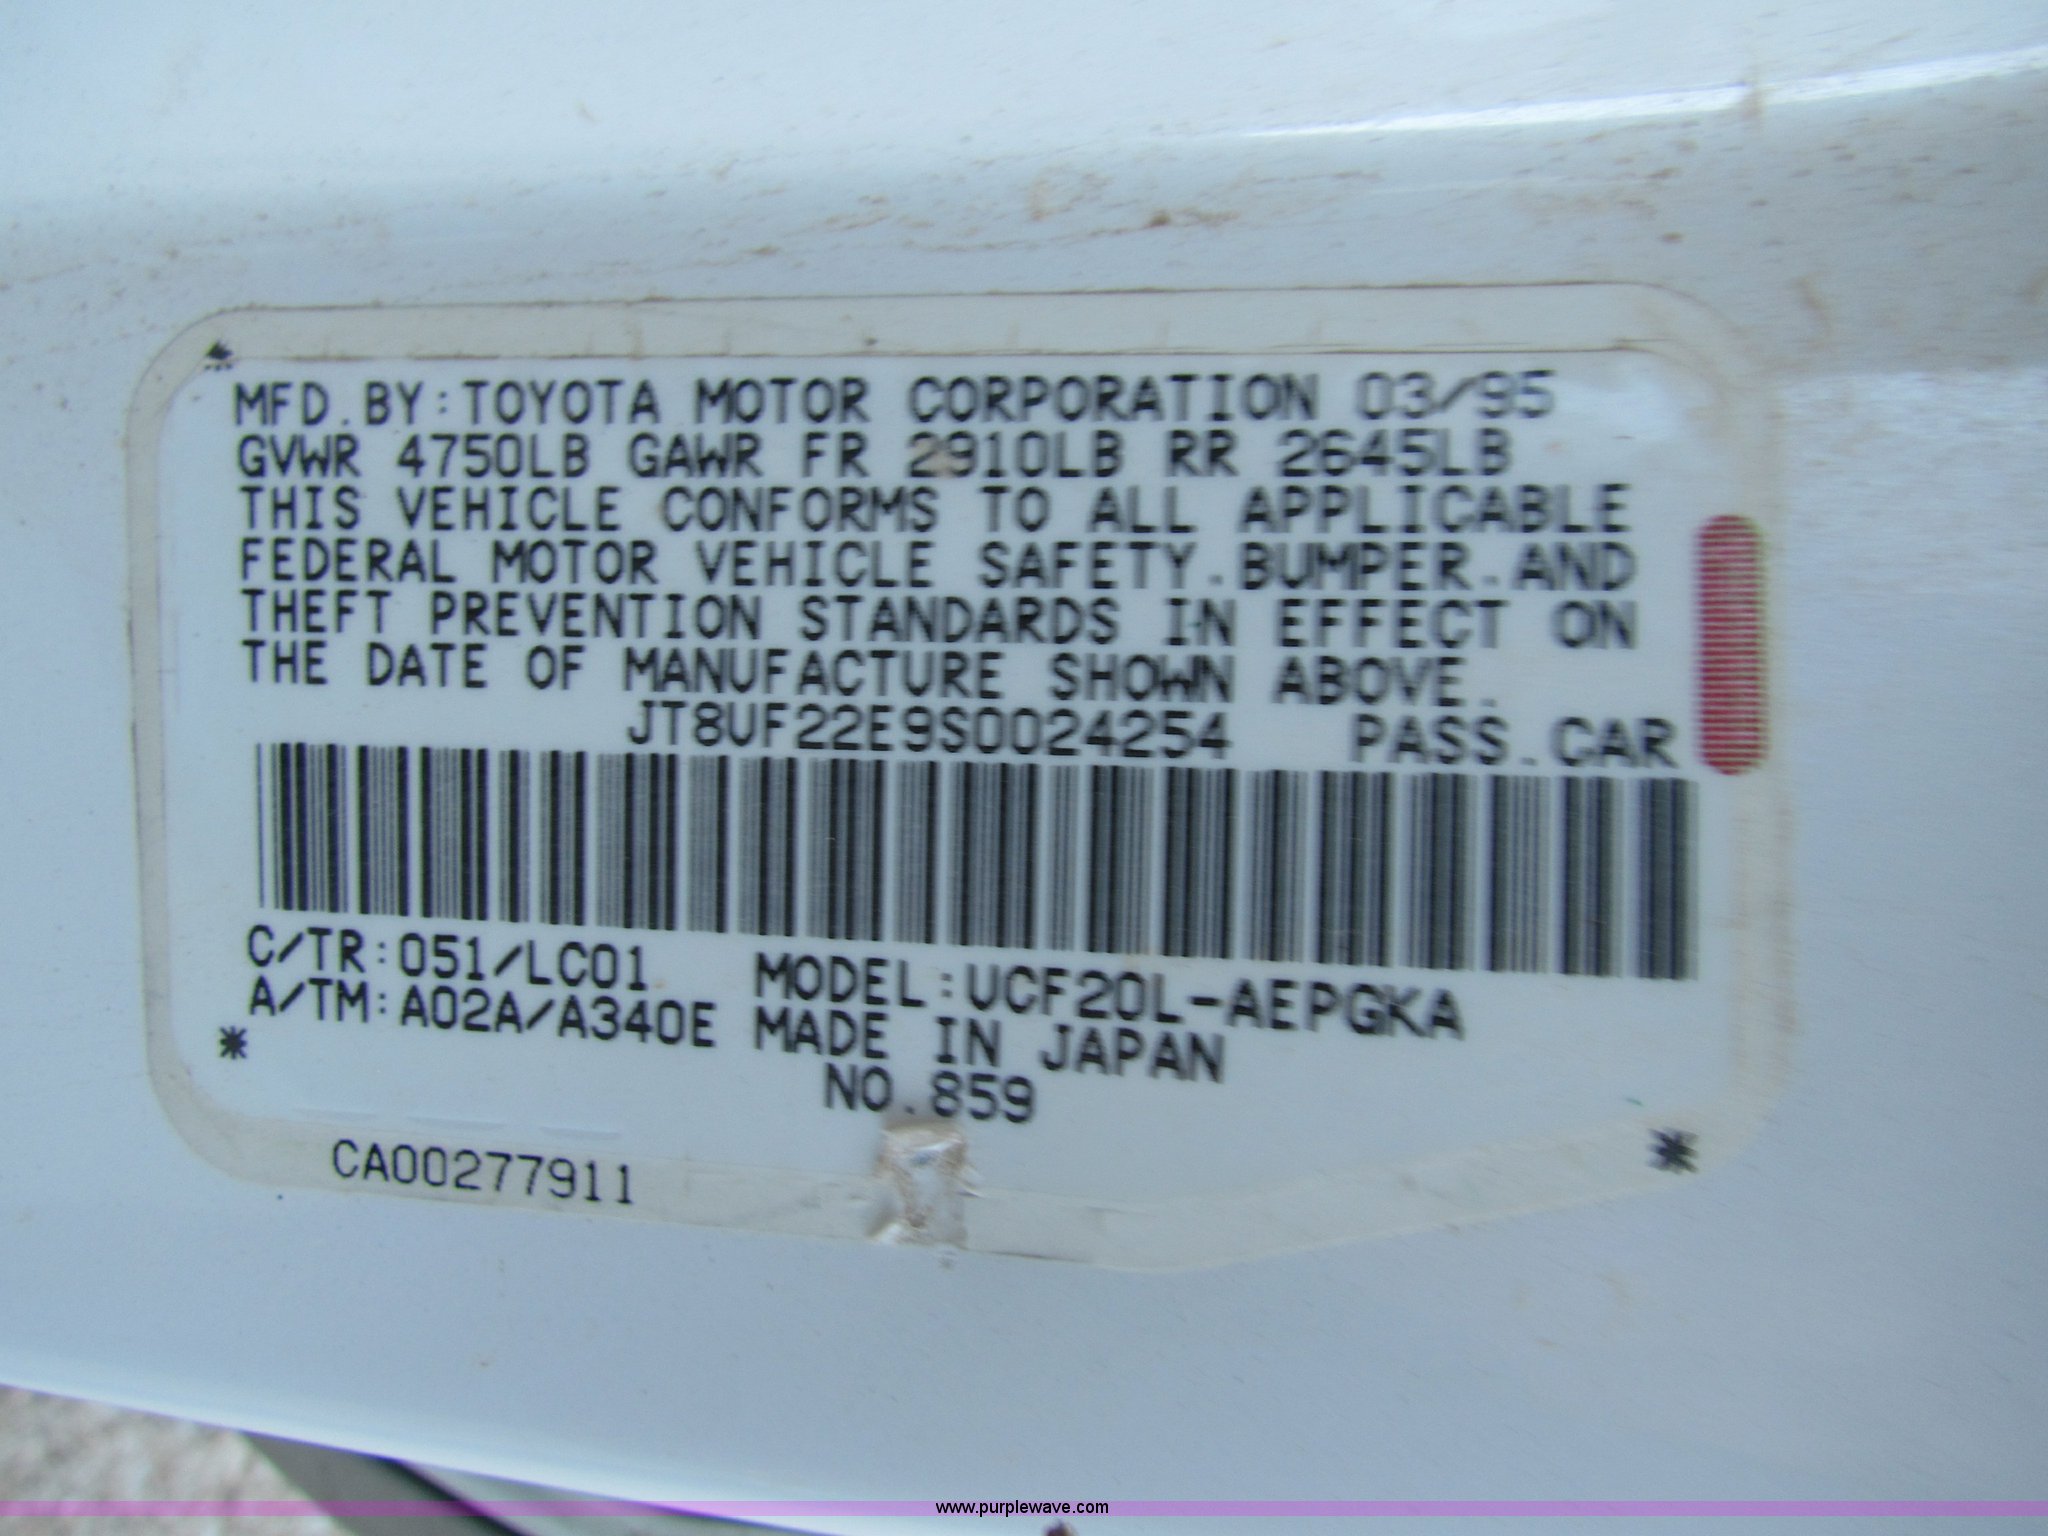 MFD.BY:TOYOTA MOTOR CORPORATION 03/95
GVWR 4750LB GAWR FR 2910LB RR 2645LB
THIS VEHICLE CONFORMS TO ALL APPLICABLE
FEDERAL MOTOR VEHICLE SAFETY.BUMPER.AND
THEFT PREVENTION STANDARDS IN EFFECT ON
THE DATE OF MANUFACTURE SHOWN ABOVE.
JT8UF22E9S0024254 PASS.CAR
C/TR:051/LC01 MODEL:UCF20L-AEPGKA
A/TM:A02A/A340E MADE IN JAPAN
NO.859
CA00277911
www.purplewave.com